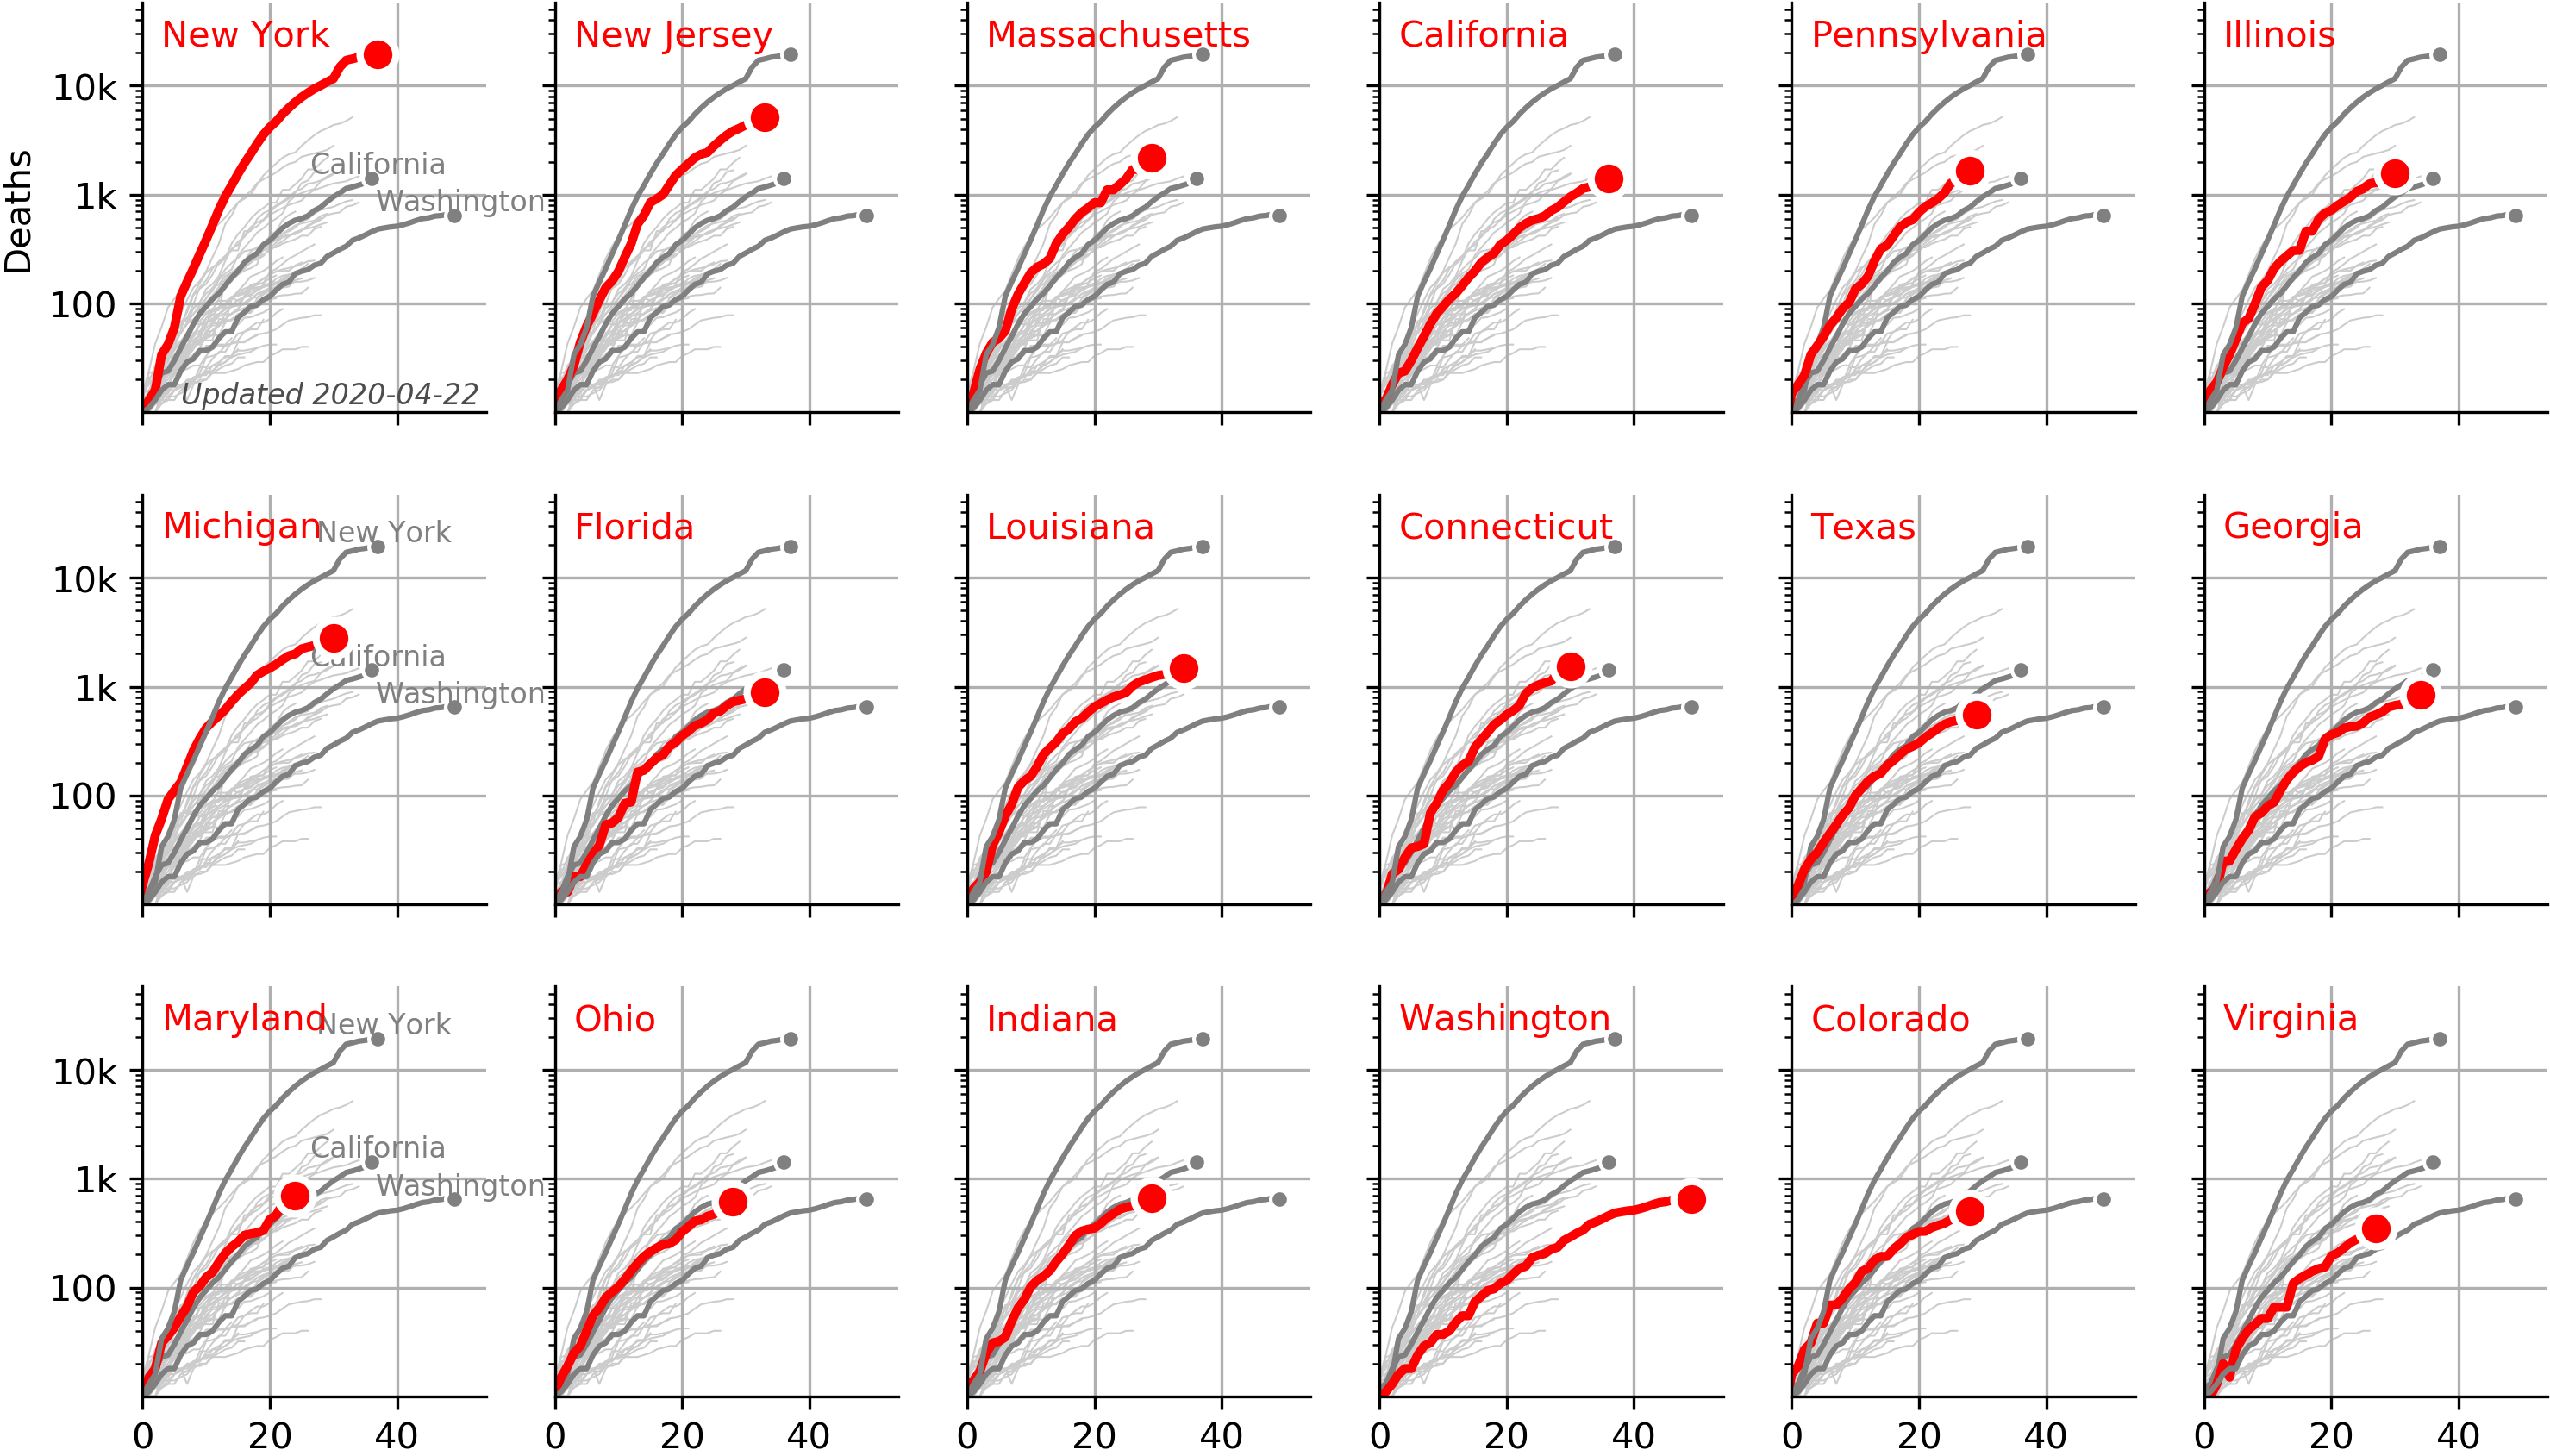 New York
New Jersey
Massachusetts
California
Pennsylvania
Illinois
10k
1k
100
Deaths
California
Washington
Updated 2020-04-22
Michigan
New York
Florida
Louisiana
Connecticut
Texas
Georgia
10k
California
1k
Washington
100
Maryland
New York
Ohio
Indiana
Washington
Colorado
Virginia
10k
California
1k
Washington
100
0 20 40
0 20 40
0 20 40
0 20 40
0 20 40
0 20 40